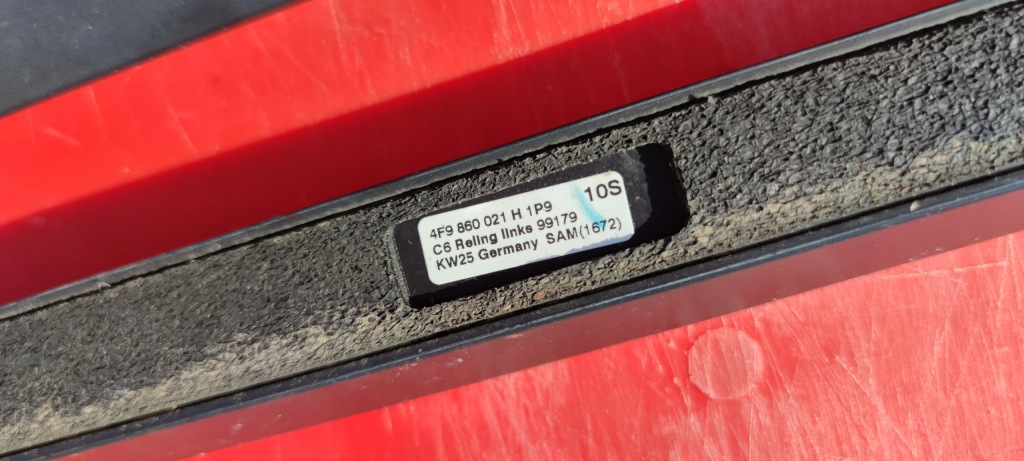 10S
4F9 860 021 H 1P9
C6 Reling links 99179
KW25 Germany SAM(1672)